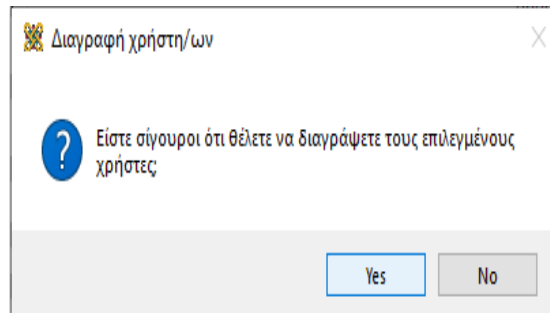 Διαγραφή χρήστη/ων
Είστε σίγουροι ότι θέλετε να διαγράψετε τους επιλεγμένους
χρήστες;
Yes
No